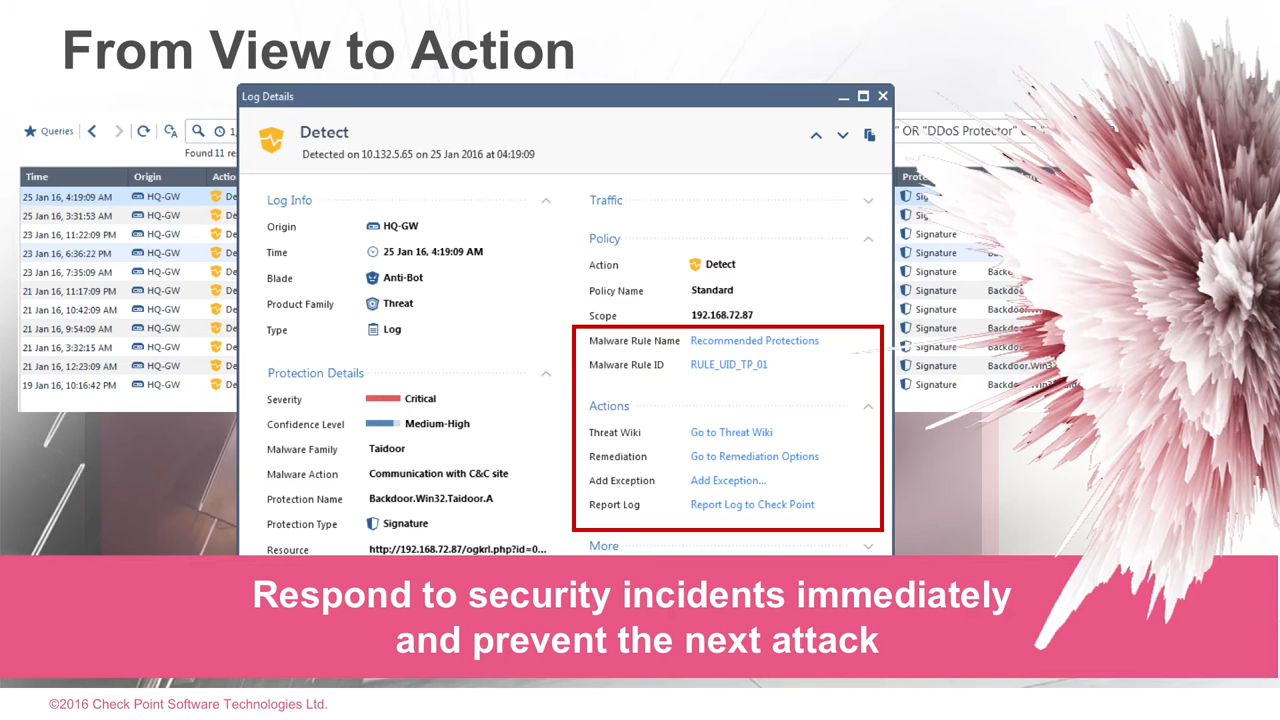 From View to Action
Log Details
Queries
Found 11
" OR "DDoS Protector"
Detect
Detected on 10.132.5.65 on 25 Jan 2016 at 04:19:09
Time Origin
25 Jan 16, 4:19:09 AM HQ-GW
25 Jan 16, 3:31:53 AM HQ-GW
23 Jan 16, 11:22:09 PM HQ-GW Signature
23 Jan 16, 6:36:22 PM HQ-GW Signature
23 Jan 16, 7:35:09 AM HQ-GW Signature
21 Jan 16, 11:17:09 PM HQ-GW Signature
21 Jan 16, 10:42:09 AM HQ-GW Signature
21 Jan 16, 9:54:09 AM HQ-GW Signature
21 Jan 16, 3:32:15 AM HQ-GW Signature
21 Jan 16, 12:23:09 AM HQ-GW Signature
19 Jan 16, 10:16:42 PM HQ-GW Signature
Log Info
Origin HQ-GW
Time 25 Jan 16, 4:19:09 AM
Blade Anti-Bot
Product Family Threat
Type Log
Protection Details
Severity Critical
Confidence Level Medium-High
Malware Family Taidoor
Malware Action Communication with C&C site
Protection Name Backdoor.Win32.Taidoor.A
Protection Type Signature
Resource http://192.168.72.87/ogkrl.php?id=0...
Traffic
Policy
Action Detect
Policy Name Standard
Scope 192.168.72.87
Malware Rule Name Recommended Protections
Malware Rule ID RULE_UID_TP_01
Actions
Threat Wiki Go to Threat Wiki
Remediation Go to Remediation Options
Add Exception Add Exception...
Report Log Report Log to Check Point
More
Respond to security incidents immediately
and prevent the next attack
©2016 Check Point Software Technologies Ltd.